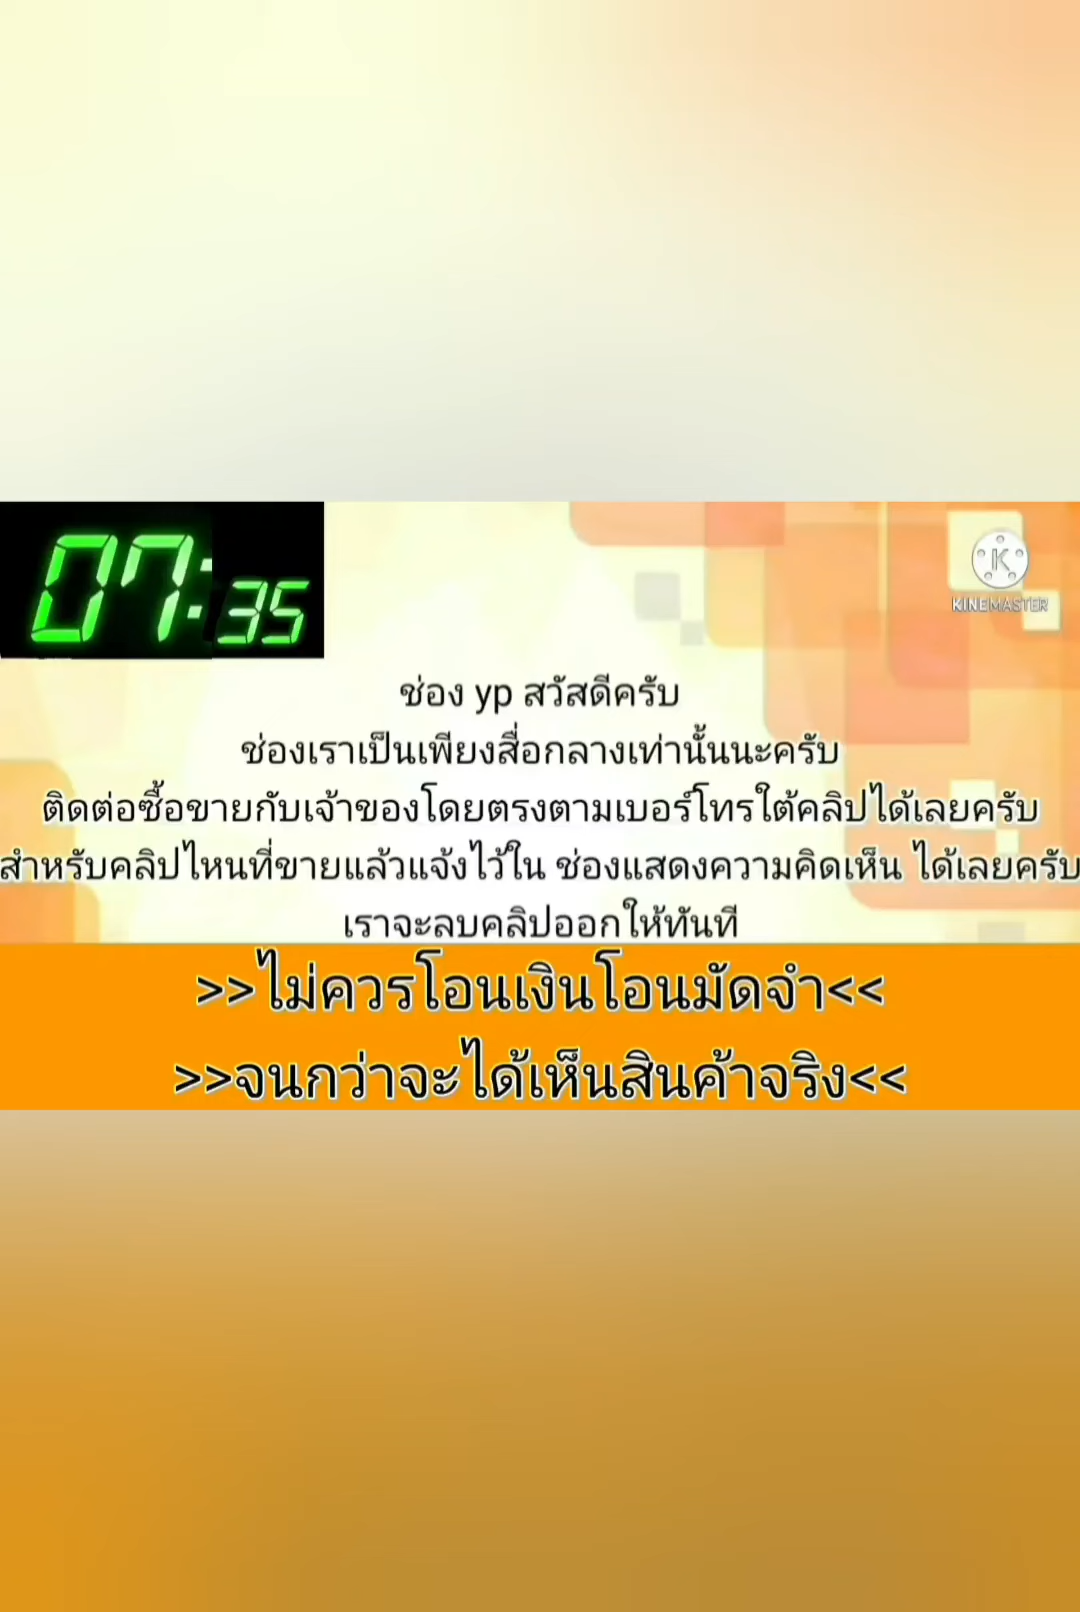 07:35
KINEMASTER
ช่อง yp สวัสดีครับ
ช่องเราเป็นเพียงสื่อกลางเท่านั้นนะครับ
ติดต่อซื้อขายกับเจ้าของโดยตรงตามเบอร์โทรใต้คลิปได้เลยครับ
สำหรับคลิปไหนที่ขายแล้วแจ้งไว้ใน ช่องแสดงความคิดเห็น ได้เลยครับ
เราจะลบคลิปออกให้ทันที
>>ไม่ควรโอนเงินโอนมัดจำ<<
>>จนกว่าจะได้เห็นสินค้าจริง<<